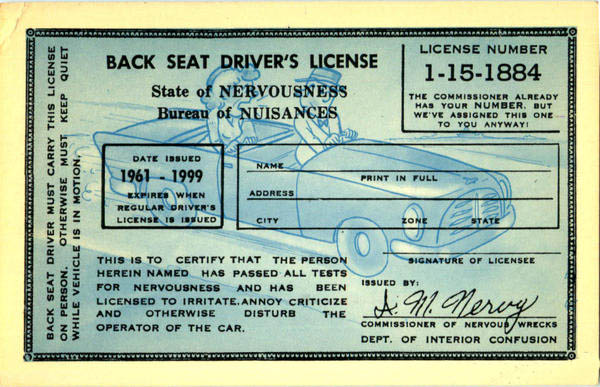 BACK SEAT DRIVER'S LICENSE
State of NERVOUSNESS
Bureau of NUISANCES
LICENSE NUMBER
1-15-1884
THE COMMISSIONER ALREADY
HAS YOUR NUMBER. BUT
WE'VE ASSIGNED THIS ONE
TO YOU ANYWAY!
BACK SEAT DRIVER MUST CARRY THIS LICENSE
ON PERSON. OTHERWISE MUST KEEP QUIET
WHILE VEHICLE IS IN MOTION.
DATE ISSUED
1961 - 1999
EXPIRES WHEN
REGULAR DRIVER'S
LICENSE IS ISSUED
NAME
PRINT IN FULL
ADDRESS
CITY ZONE STATE
SIGNATURE OF LICENSEE
THIS IS TO CERTIFY THAT THE PERSON
HEREIN NAMED HAS PASSED ALL TESTS
FOR NERVOUSNESS AND HAS BEEN
LICENSED TO IRRITATE, ANNOY CRITICIZE
AND OTHERWISE DISTURB THE
OPERATOR OF THE CAR.
ISSUED BY:
A. M. Nervy
COMMISSIONER OF NERVOUS WRECKS
DEPT. OF INTERIOR CONFUSION